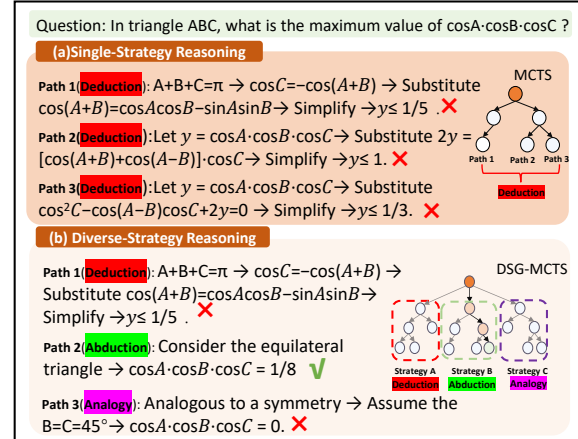 Question: In triangle ABC, what is the maximum value of cosA·cosB·cosC ?
(a)Single-Strategy Reasoning
Path 1(Deduction): A+B+C=π → cosC=−cos(A+B) → Substitute
cos(A+B)=cosAcosB−sinAsinB→ Simplify →y≤ 1/5 . ✕
Path 2(Deduction):Let y = cosA·cosB·cosC→ Substitute 2y =
[cos(A+B)+cos(A−B)]·cosC→ Simplify →y≤ 1. ✕
Path 3(Deduction):Let y = cosA·cosB·cosC→ Substitute
cos²C−cos(A−B)cosC+2y=0 → Simplify →y≤ 1/3. ✕
MCTS
Path 1 Path 2 Path 3
Deduction
(b) Diverse-Strategy Reasoning
Path 1(Deduction): A+B+C=π → cosC=−cos(A+B) →
Substitute cos(A+B)=cosAcosB−sinAsinB→
Simplify →y≤ 1/5 . ✕
Path 2(Abduction): Consider the equilateral
triangle → cosA·cosB·cosC = 1/8 √
Path 3(Analogy): Analogous to a symmetry → Assume the
B=C=45°→ cosA·cosB·cosC = 0. ✕
DSG-MCTS
Strategy A Strategy B Strategy C
Deduction Abduction Analogy